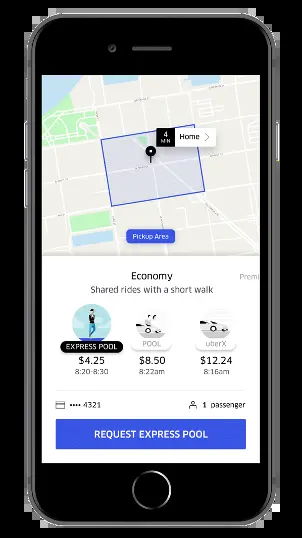 4
MIN
Home
Pickup Area
Economy
Premi
Shared rides with a short walk
EXPRESS POOL
POOL
uberX
$4.25
$8.50
$12.24
8:20-8:30
8:22am
8:16am
•••• 4321
1 passenger
REQUEST EXPRESS POOL